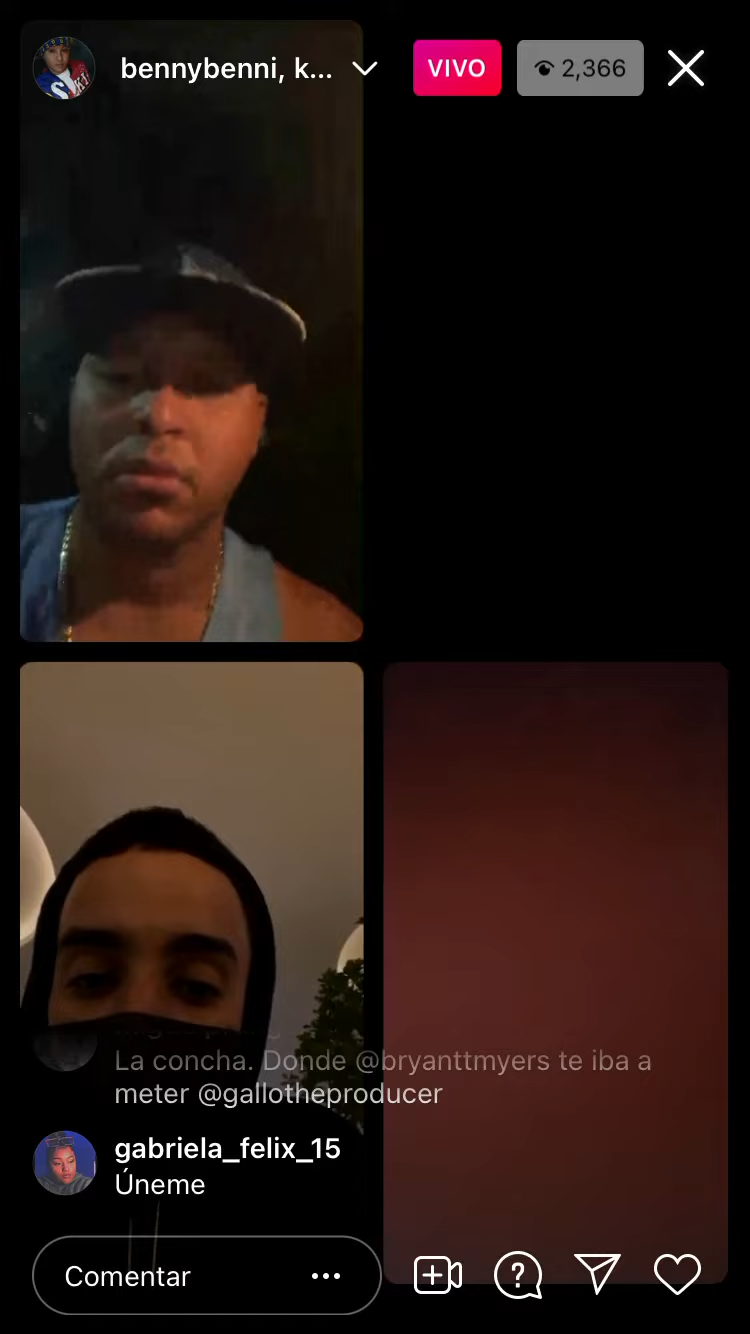 bennybenni, k...
VIVO
2,366
La concha. Donde @bryanttmyers te iba a
meter @gallotheproducer
gabriela_felix_15
Úneme
Comentar